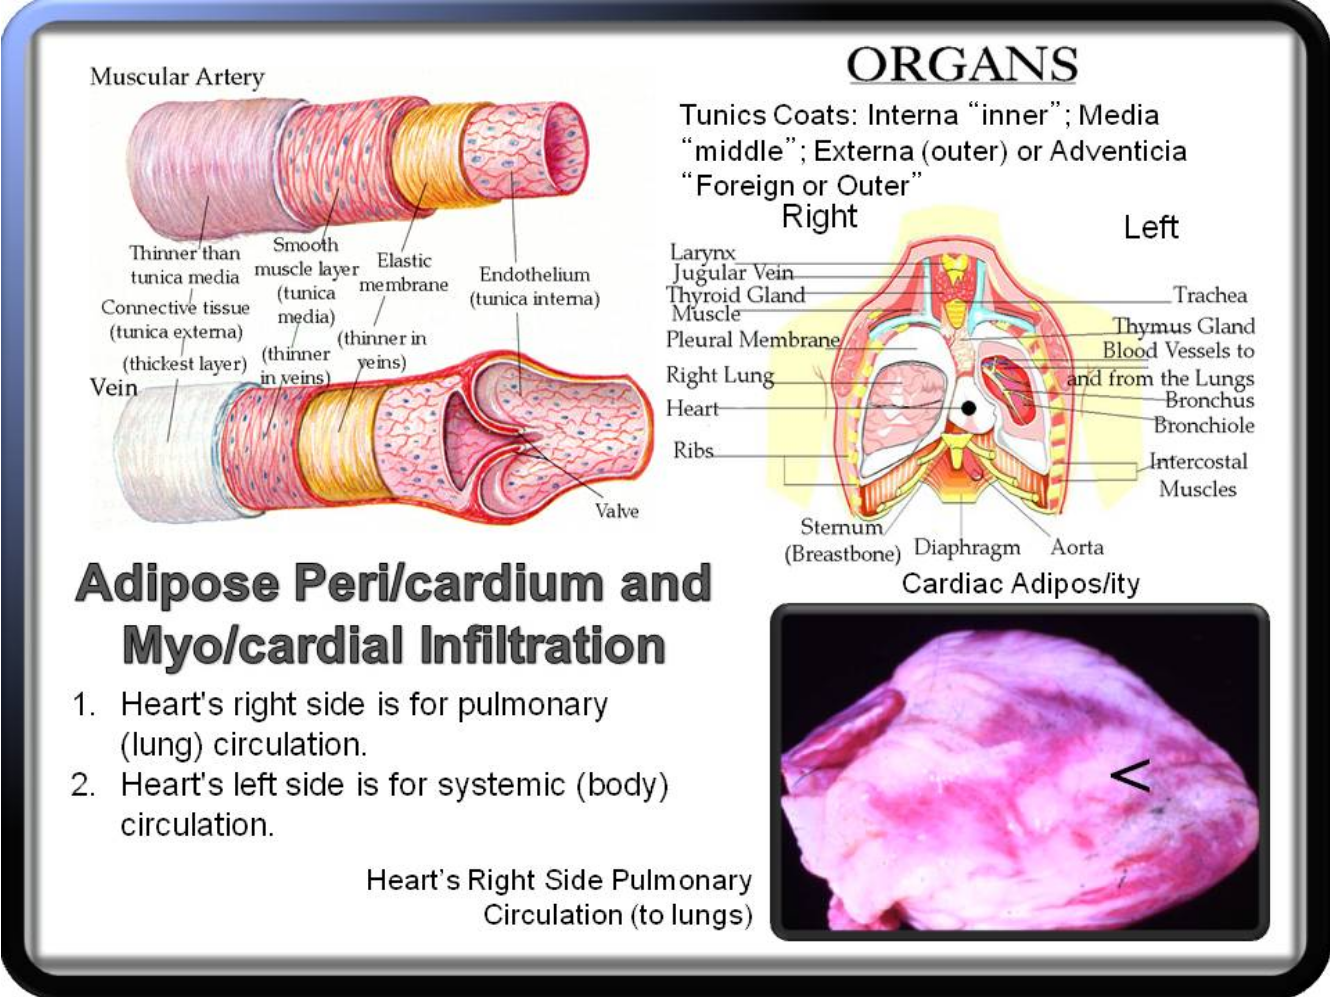 Muscular Artery
Thinner than
tunica media
Connective tissue
(tunica externa)
(thickest layer)
Smooth
muscle layer
(tunica
media)
(thinner
in veins)
Elastic
membrane
(thinner in
veins)
Endothelium
(tunica interna)
Vein
Valve
ORGANS
Tunics Coats: Interna “inner”; Media
“middle”; Externa (outer) or Adventicia
“Foreign or Outer”
Right
Left
Larynx
Jugular Vein
Thyroid Gland
Muscle
Pleural Membrane
Right Lung
Heart
Ribs
Trachea
Thymus Gland
Blood Vessels to
and from the Lungs
Bronchus
Bronchiole
Intercostal
Muscles
Sternum
(Breastbone)
Diaphragm
Aorta
Cardiac Adipos/ity
<
Adipose Peri/cardium and
Myo/cardial Infiltration
1. Heart's right side is for pulmonary
(lung) circulation.
2. Heart's left side is for systemic (body)
circulation.
Heart’s Right Side Pulmonary
Circulation (to lungs)